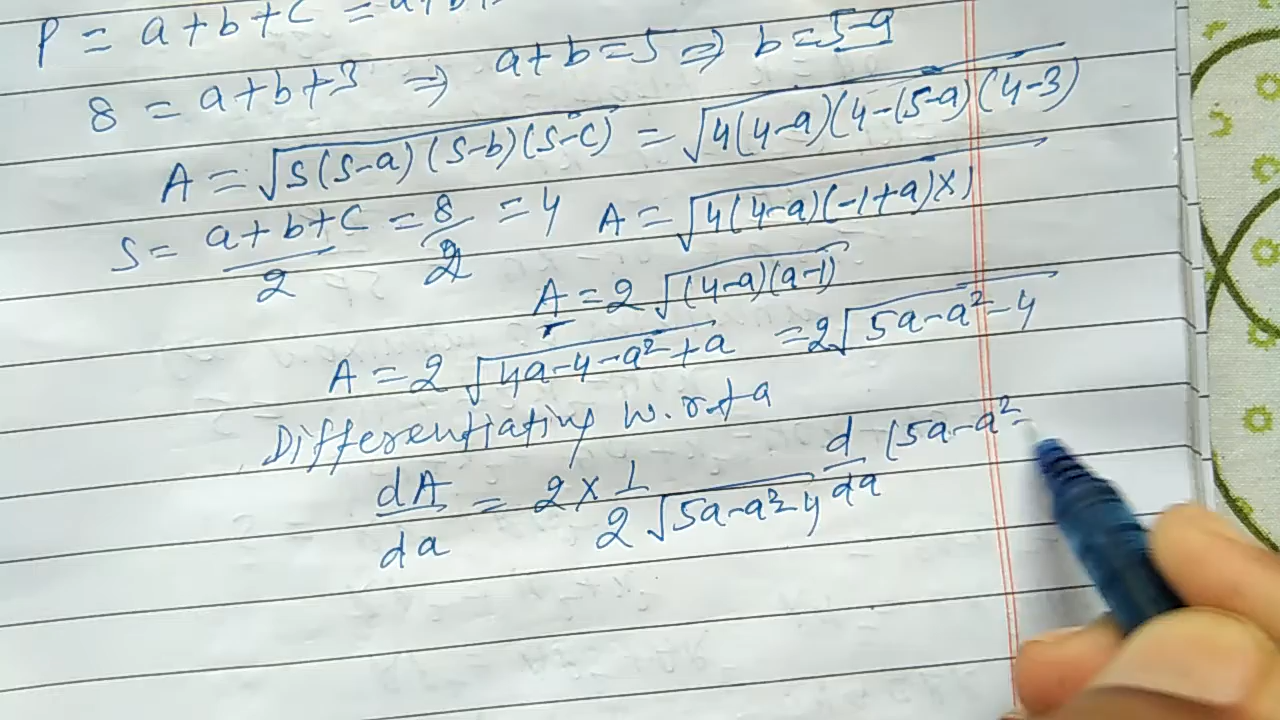 P = a+b+c = a+b+
8 = a+b+3 ⇒ a+b=5 ⇒ b=5-a
A = √S(S-a)(S-b)(S-c) = √4(4-a)(4-(5-a)(4-3)
S = a+b+c/2 = 8/2 = 4 A = √4(4-a)(-1+a)×1
A = 2√(4-a)(a-1)
A = 2√4a-4-a²+a = 2√5a-a²-4
Differentiating w.r.t a
dA/da = 2 × 1/2√5a-a²-4 d/da (5a-a²-